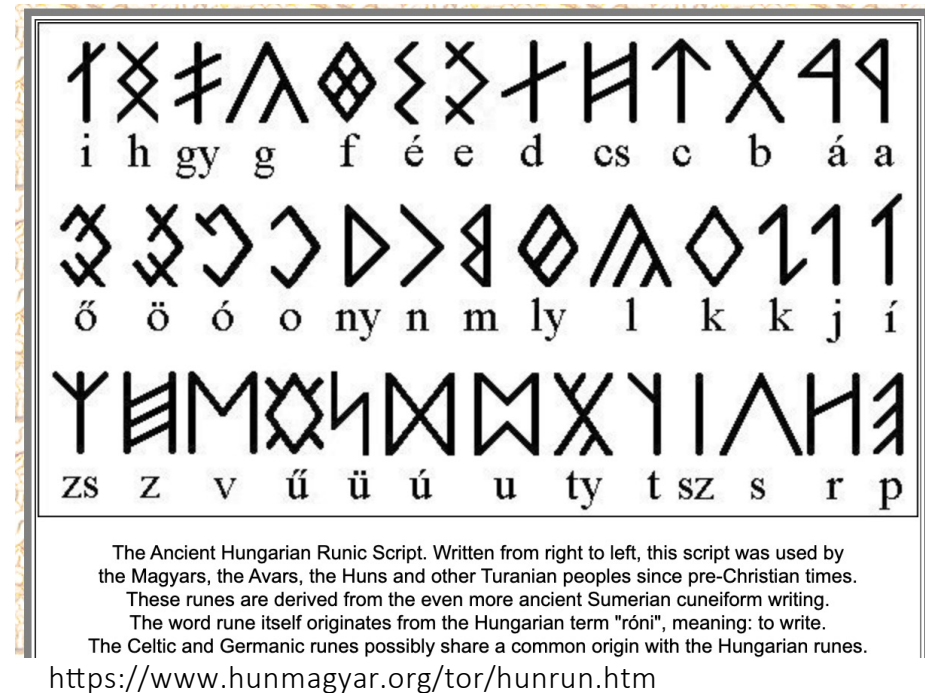 𐲀 𐲁 𐲂 𐲄 𐲆 𐲇 𐲉 𐲋 𐲌 𐲍 𐲎 𐲏 𐲐
i h gy g f é e d cs c b á a
𐲑 𐲒 𐲓 𐲔 𐲖 𐲗 𐲘 𐲙 𐲚 𐲛 𐲜 𐲞 𐲟
ő ö ó o ny n m ly l k k j í
𐲠 𐲢 𐲤 𐲥 𐲦 𐲨 𐲪 𐲫 𐲬 𐲭 𐲮 𐲯 𐲰
zs z v ű ü ú u ty t sz s r p
The Ancient Hungarian Runic Script. Written from right to left, this script was used by
the Magyars, the Avars, the Huns and other Turanian peoples since pre-Christian times.
These runes are derived from the even more ancient Sumerian cuneiform writing.
The word rune itself originates from the Hungarian term "róni", meaning: to write.
The Celtic and Germanic runes possibly share a common origin with the Hungarian runes.
https://www.hunmagyar.org/tor/hunrun.htm